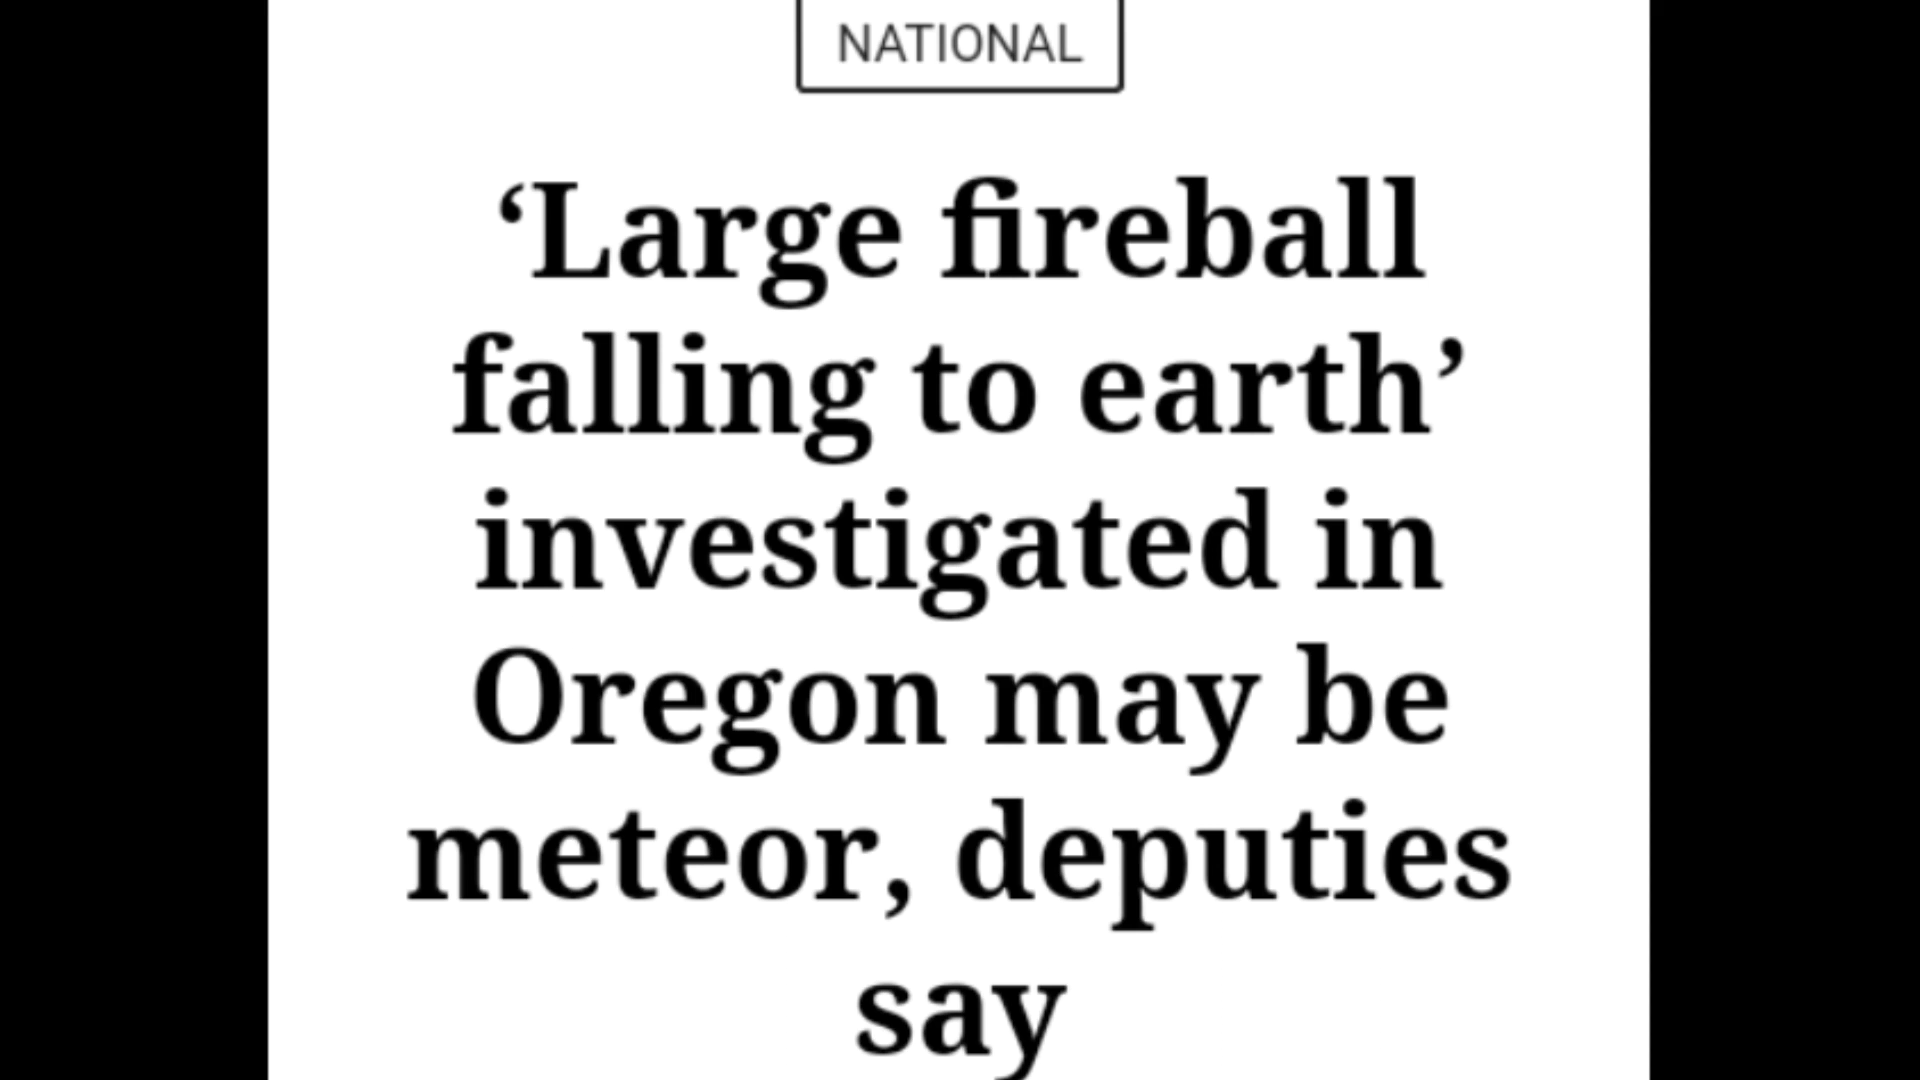 NATIONAL
‘Large fireball
falling to earth’
investigated in
Oregon may be
meteor, deputies
say